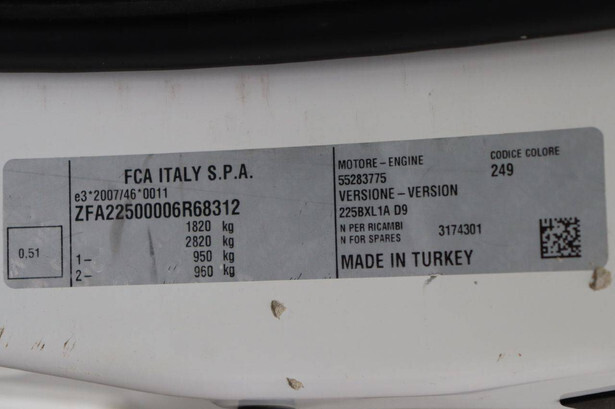 FCA ITALY S.P.A.
e3*2007/46*0011
ZFA22500006R68312
1820 kg
2820 kg
1– 950 kg
2– 960 kg
0.51
MOTORE – ENGINE
55283775
VERSIONE – VERSION
225BXL1A D9
N PER RICAMBI
N FOR SPARES 3174301
MADE IN TURKEY
CODICE COLORE
249